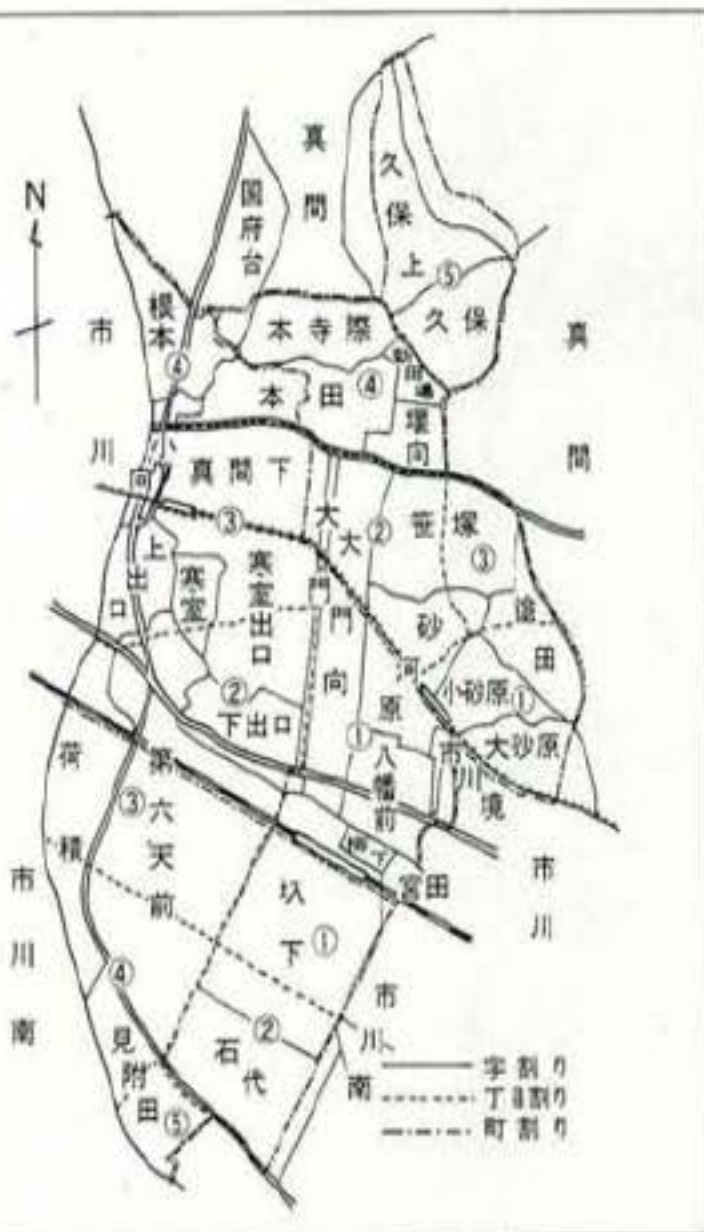 N
真間
国府台
久保上
⑤
久保
根本
④
本寺際
市川
本田
④
堰向
真間
真間下
③
大門
大門向
②
笹塚
③
上出口
寒室
寒室出口
砂原
②
下出口
①
八幡前
小砂原
①
大砂原
市川境
荷積
第六天前
③
宮田
市川
市川南
圦下
①
④
②
石代
市川南
見附田
⑤
字割り
丁目割り
町割り